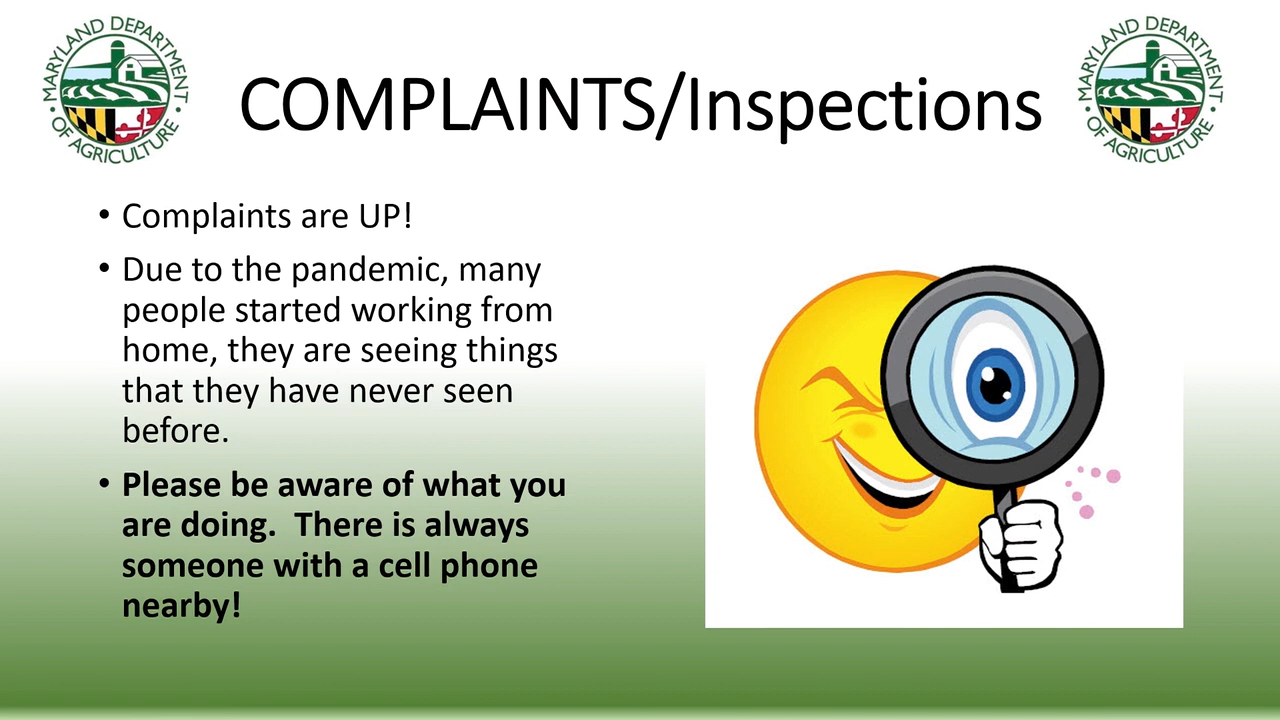 MARYLAND DEPARTMENT
OF AGRICULTURE
COMPLAINTS/Inspections
MARYLAND DEPARTMENT
OF AGRICULTURE
• Complaints are UP!
• Due to the pandemic, many
people started working from
home, they are seeing things
that they have never seen
before.
• Please be aware of what you
are doing.  There is always
someone with a cell phone
nearby!